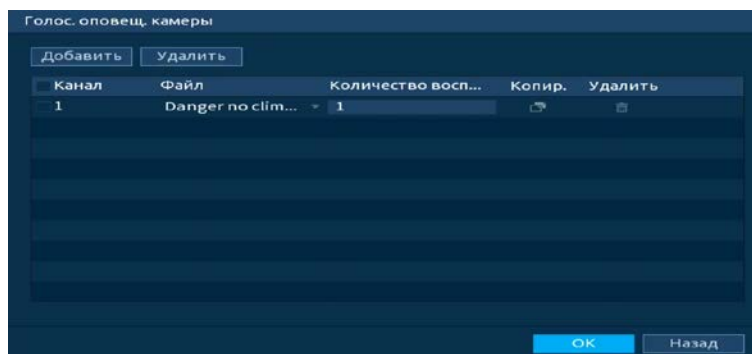 Голос. оповещ. камеры
Добавить Удалить
Канал Файл Количество восп... Копир. Удалить
1 Danger no clim... 1
OK Назад